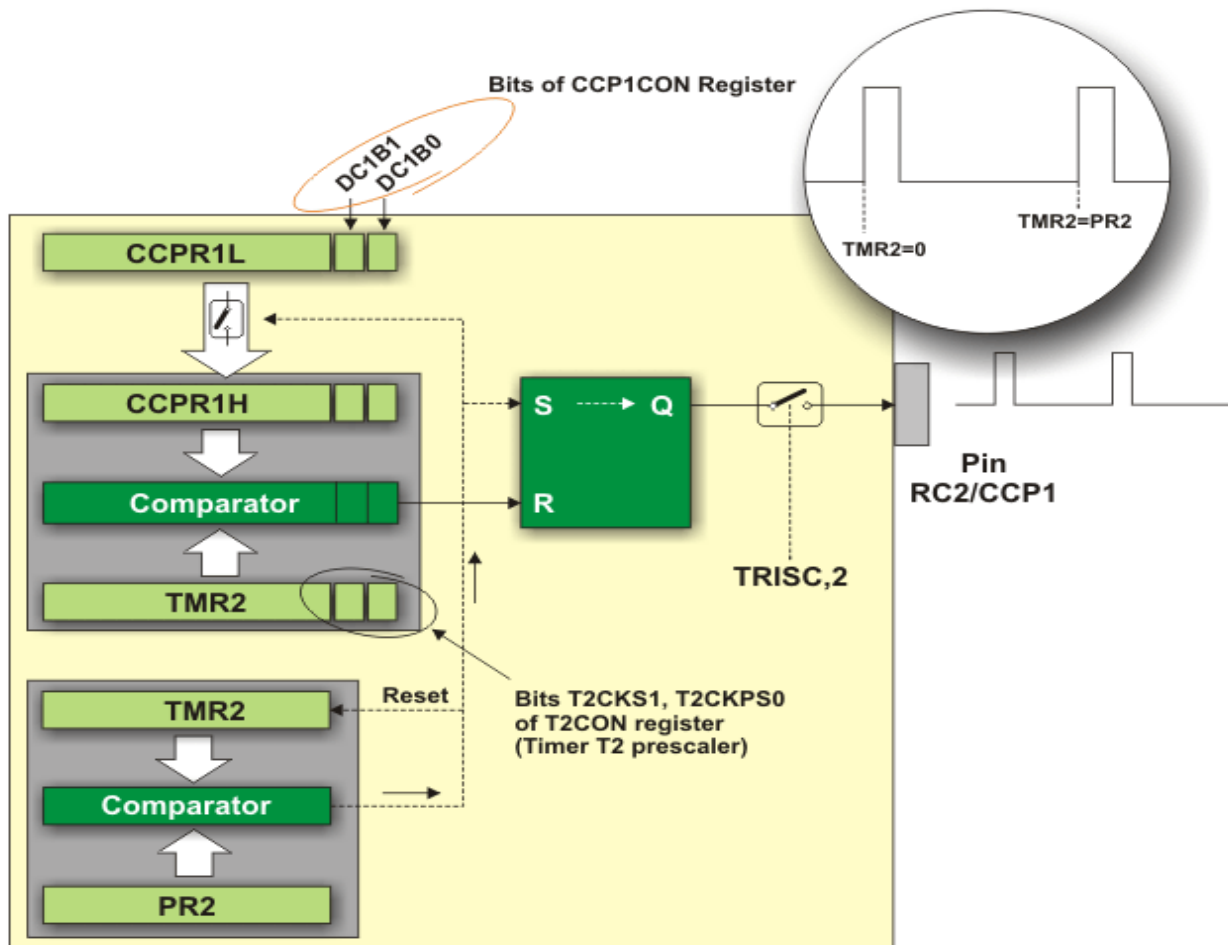 Bits of CCP1CON Register
DC1B1
DC1B0
TMR2=0
TMR2=PR2
CCPR1L
CCPR1H
Comparator
TMR2
S
Q
R
Pin
RC2/CCP1
TRISC,2
Reset
Bits T2CKS1, T2CKPS0
of T2CON register
(Timer T2 prescaler)
TMR2
Comparator
PR2